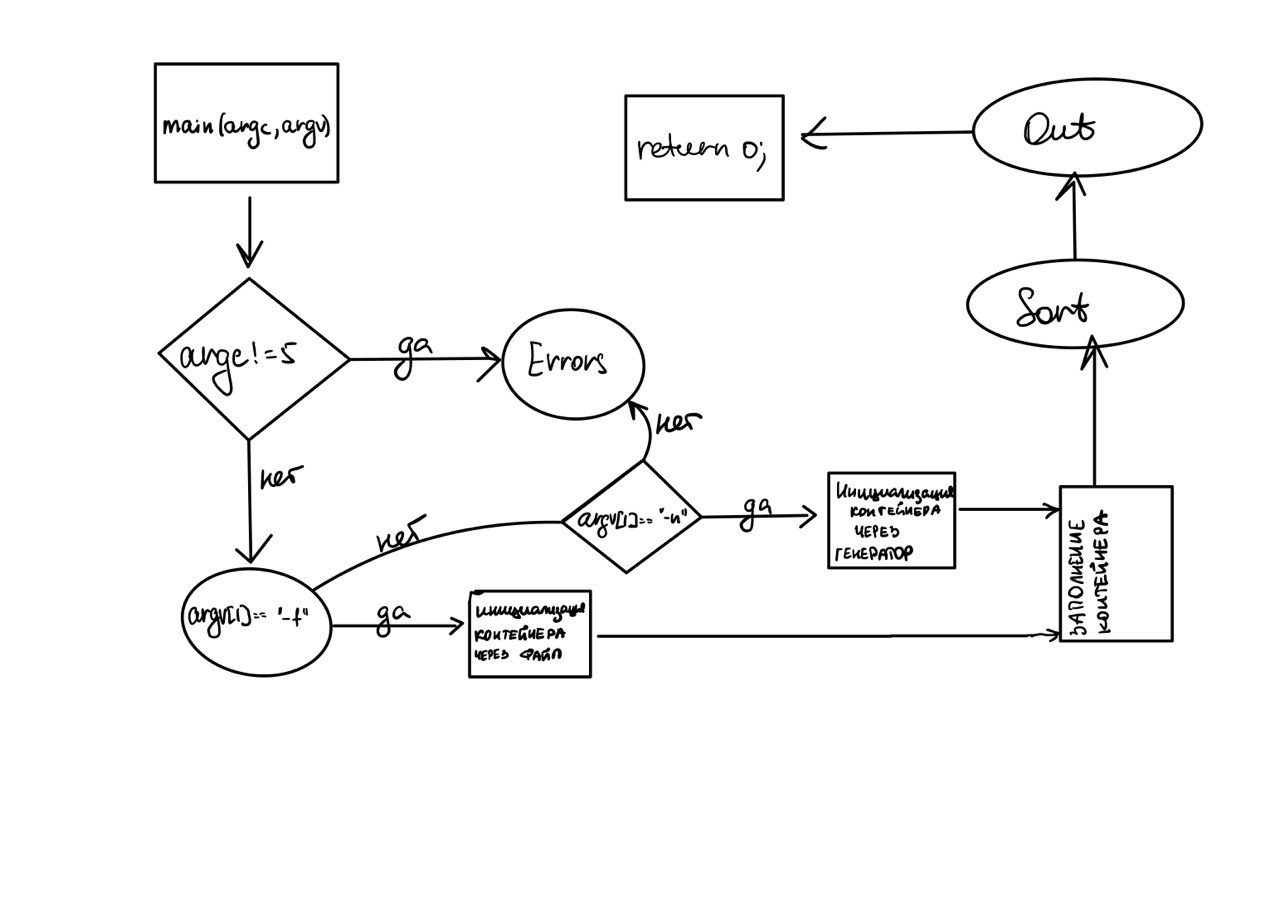 main(argc, argv)
return 0;
Out
Sort
argc!=5
да
Errors
нет
нет
argv[1]== "-n"
да
Инициализация
контейнера
через
генератор
нет
argv[1]== "-f"
да
инициализация
контейнера
через файл
заполнение
контейнера